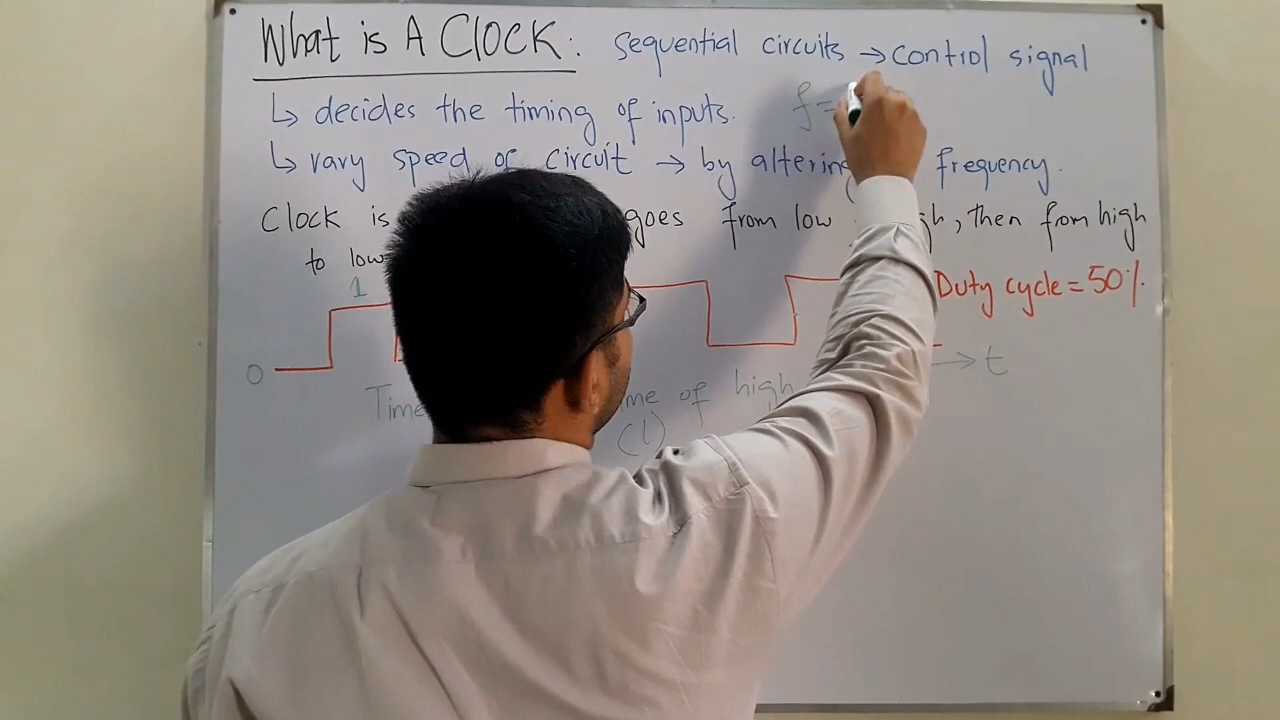 What is A Clock: sequential circuits → control signal
↳ decides the timing of inputs. f=
↳ vary speed of circuit → by altering frequency.
Clock is goes from low high, then from high
to low
1 Duty cycle = 50%.
0 → t
Time of high
(1)